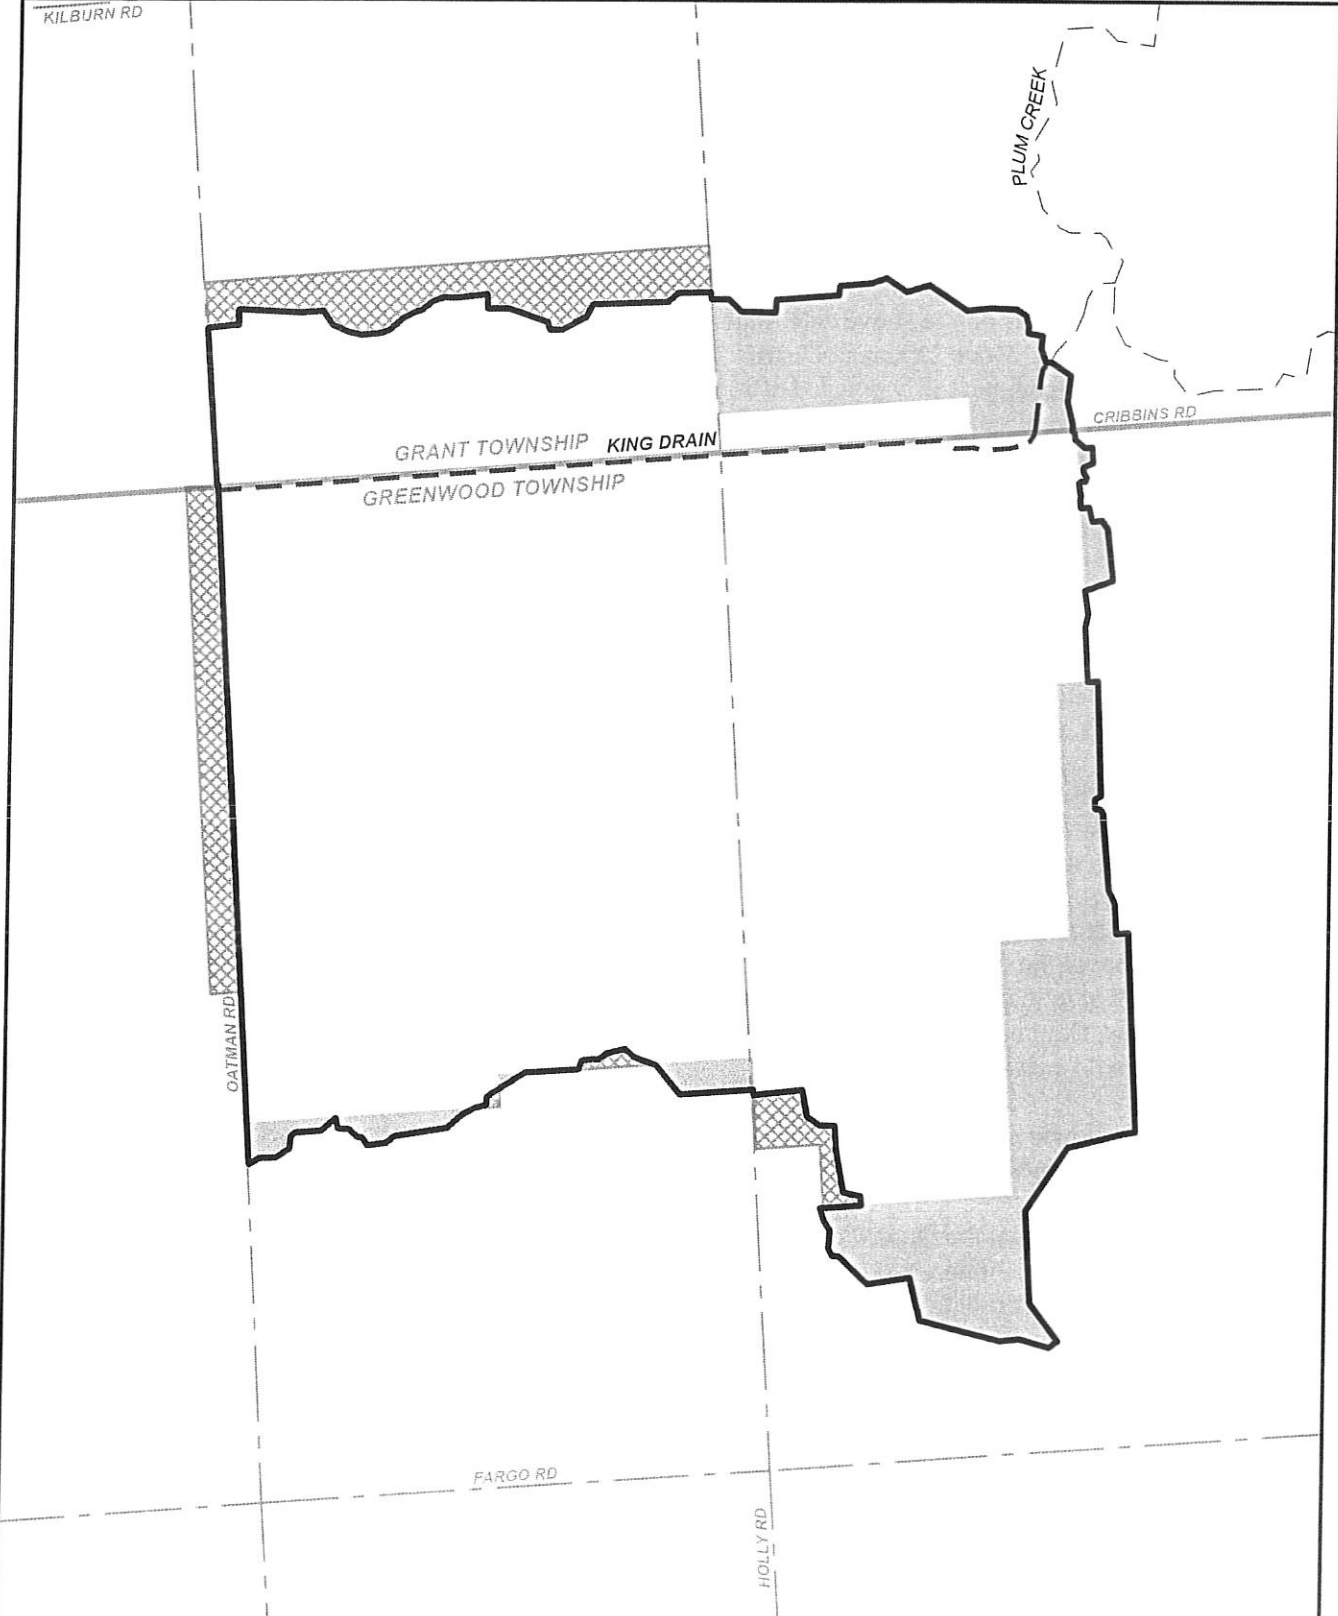 KILBURN RD
PLUM CREEK
CRIBBINS RD
GRANT TOWNSHIP
KING DRAIN
GREENWOOD TOWNSHIP
OATMAN RD
FARGO RD
HOLLY RD